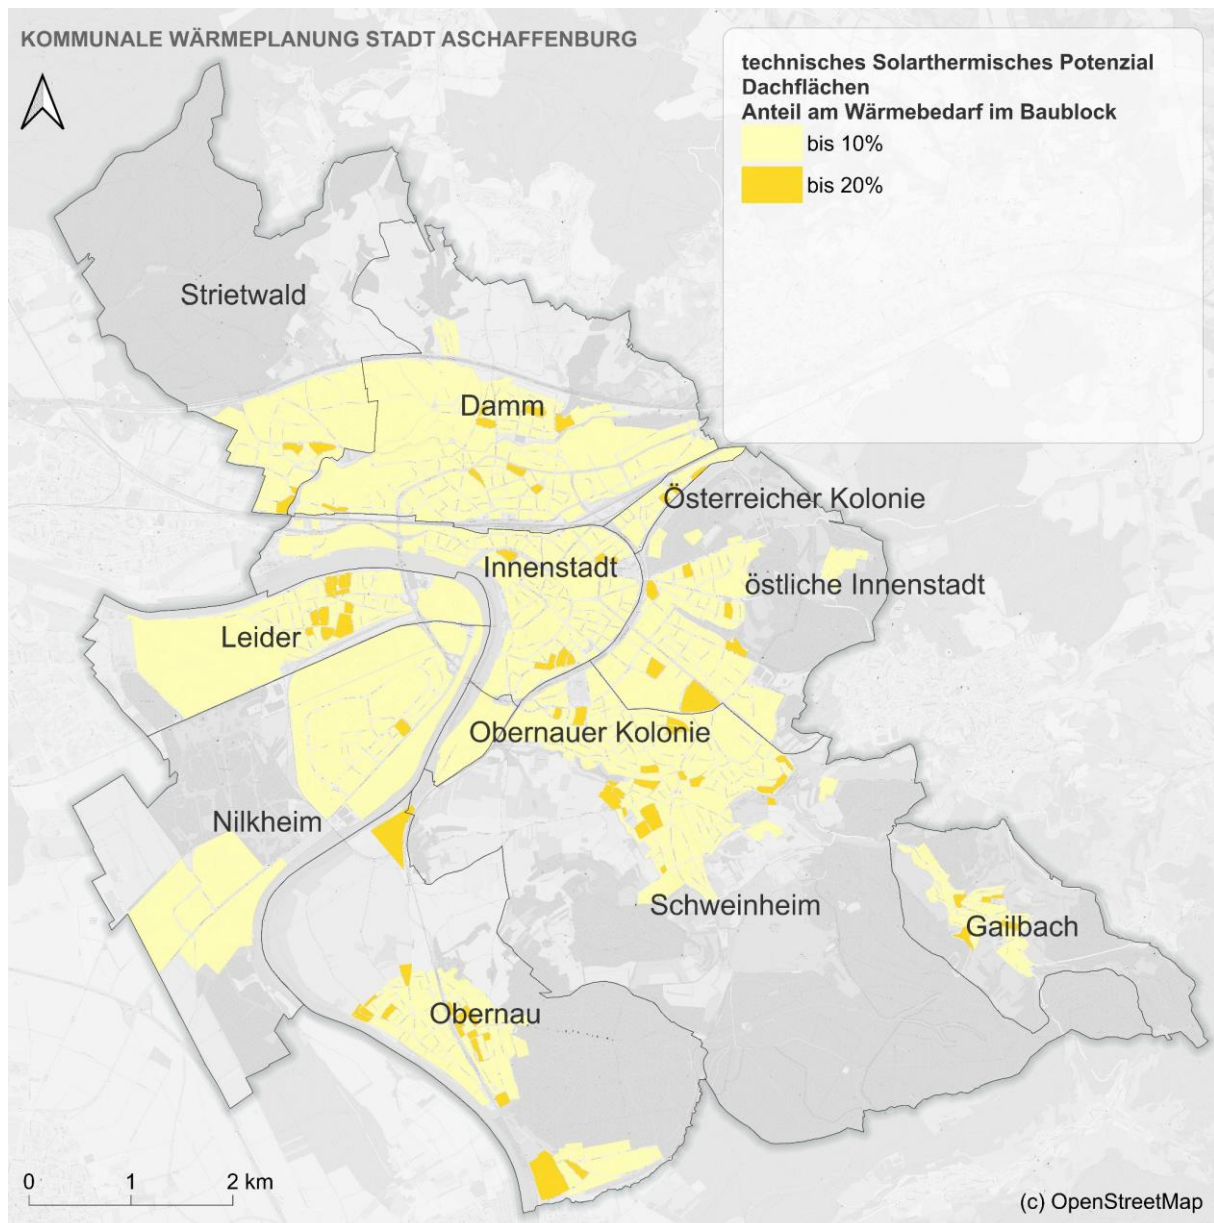 KOMMUNALE WÄRMEPLANUNG STADT ASCHAFFENBURG
technisches Solarthermisches Potenzial
Dachflächen
Anteil am Wärmebedarf im Baublock
bis 10%
bis 20%
Strietwald
Damm
Österreicher Kolonie
Innenstadt
östliche Innenstadt
Leider
Obernauer Kolonie
Nilkheim
Schweinheim
Gailbach
Obernau
0 1 2 km
(c) OpenStreetMap